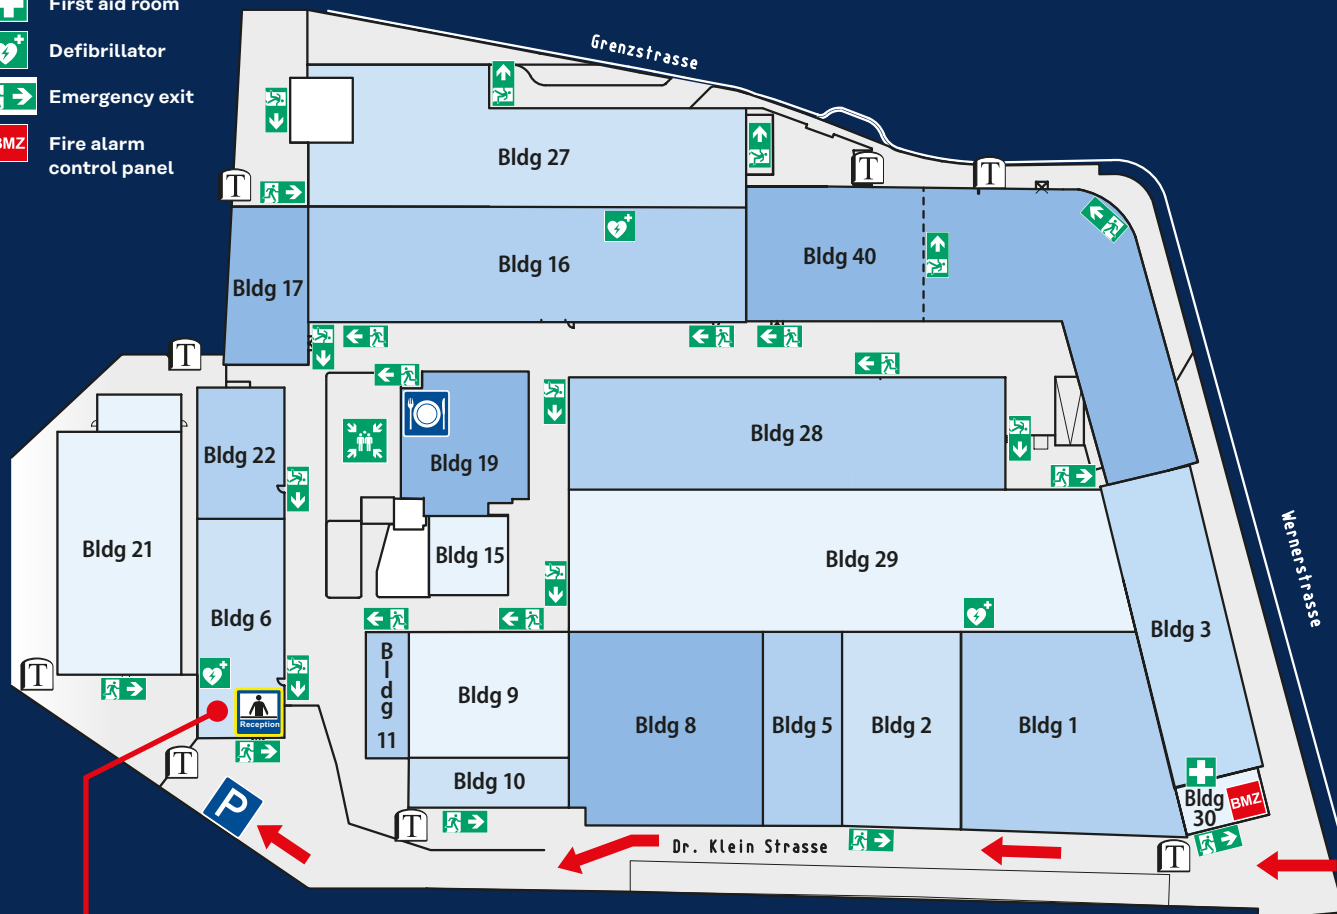 First aid room
Defibrillator
Emergency exit
BMZ
Fire alarm
control panel
Grenzstrasse
Bldg 27
T
T
T
Bldg 16
Bldg 40
Bldg 17
T
Bldg 28
Bldg 22
Bldg 19
Bldg 21
Bldg 15
Bldg 29
Wernerstrasse
Bldg 6
Bldg 3
T
Reception
Bldg
11
Bldg 9
Bldg 8
Bldg 5
Bldg 2
Bldg 1
T
Bldg 10
P
T
Bldg
30
BMZ
Dr. Klein Strasse
T